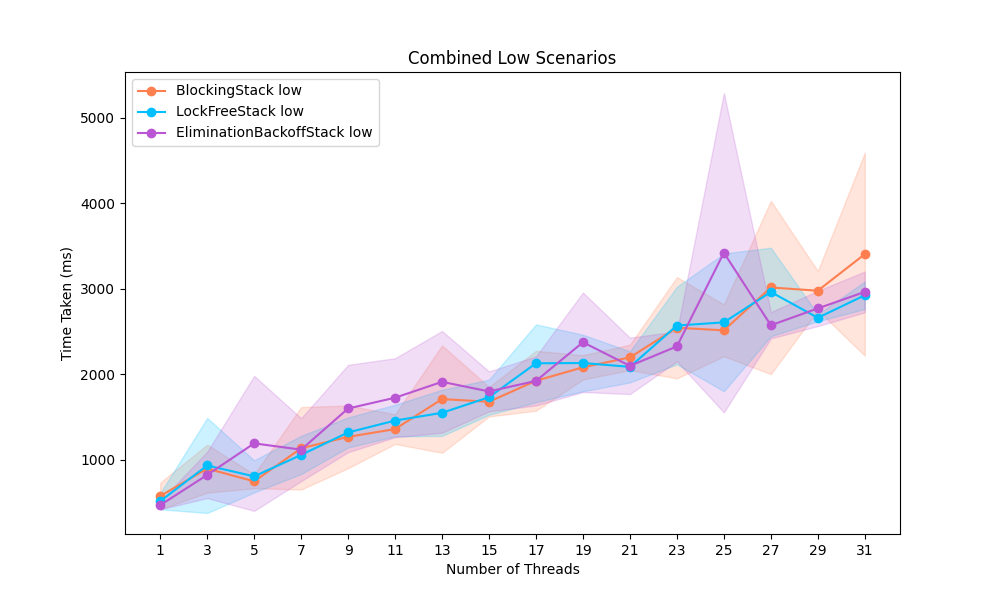 Combined Low Scenarios
BlockingStack low
LockFreeStack low
EliminationBackoffStack low
Time Taken (ms)
5000
4000
3000
2000
1000
1 3 5 7 9 11 13 15 17 19 21 23 25 27 29 31
Number of Threads